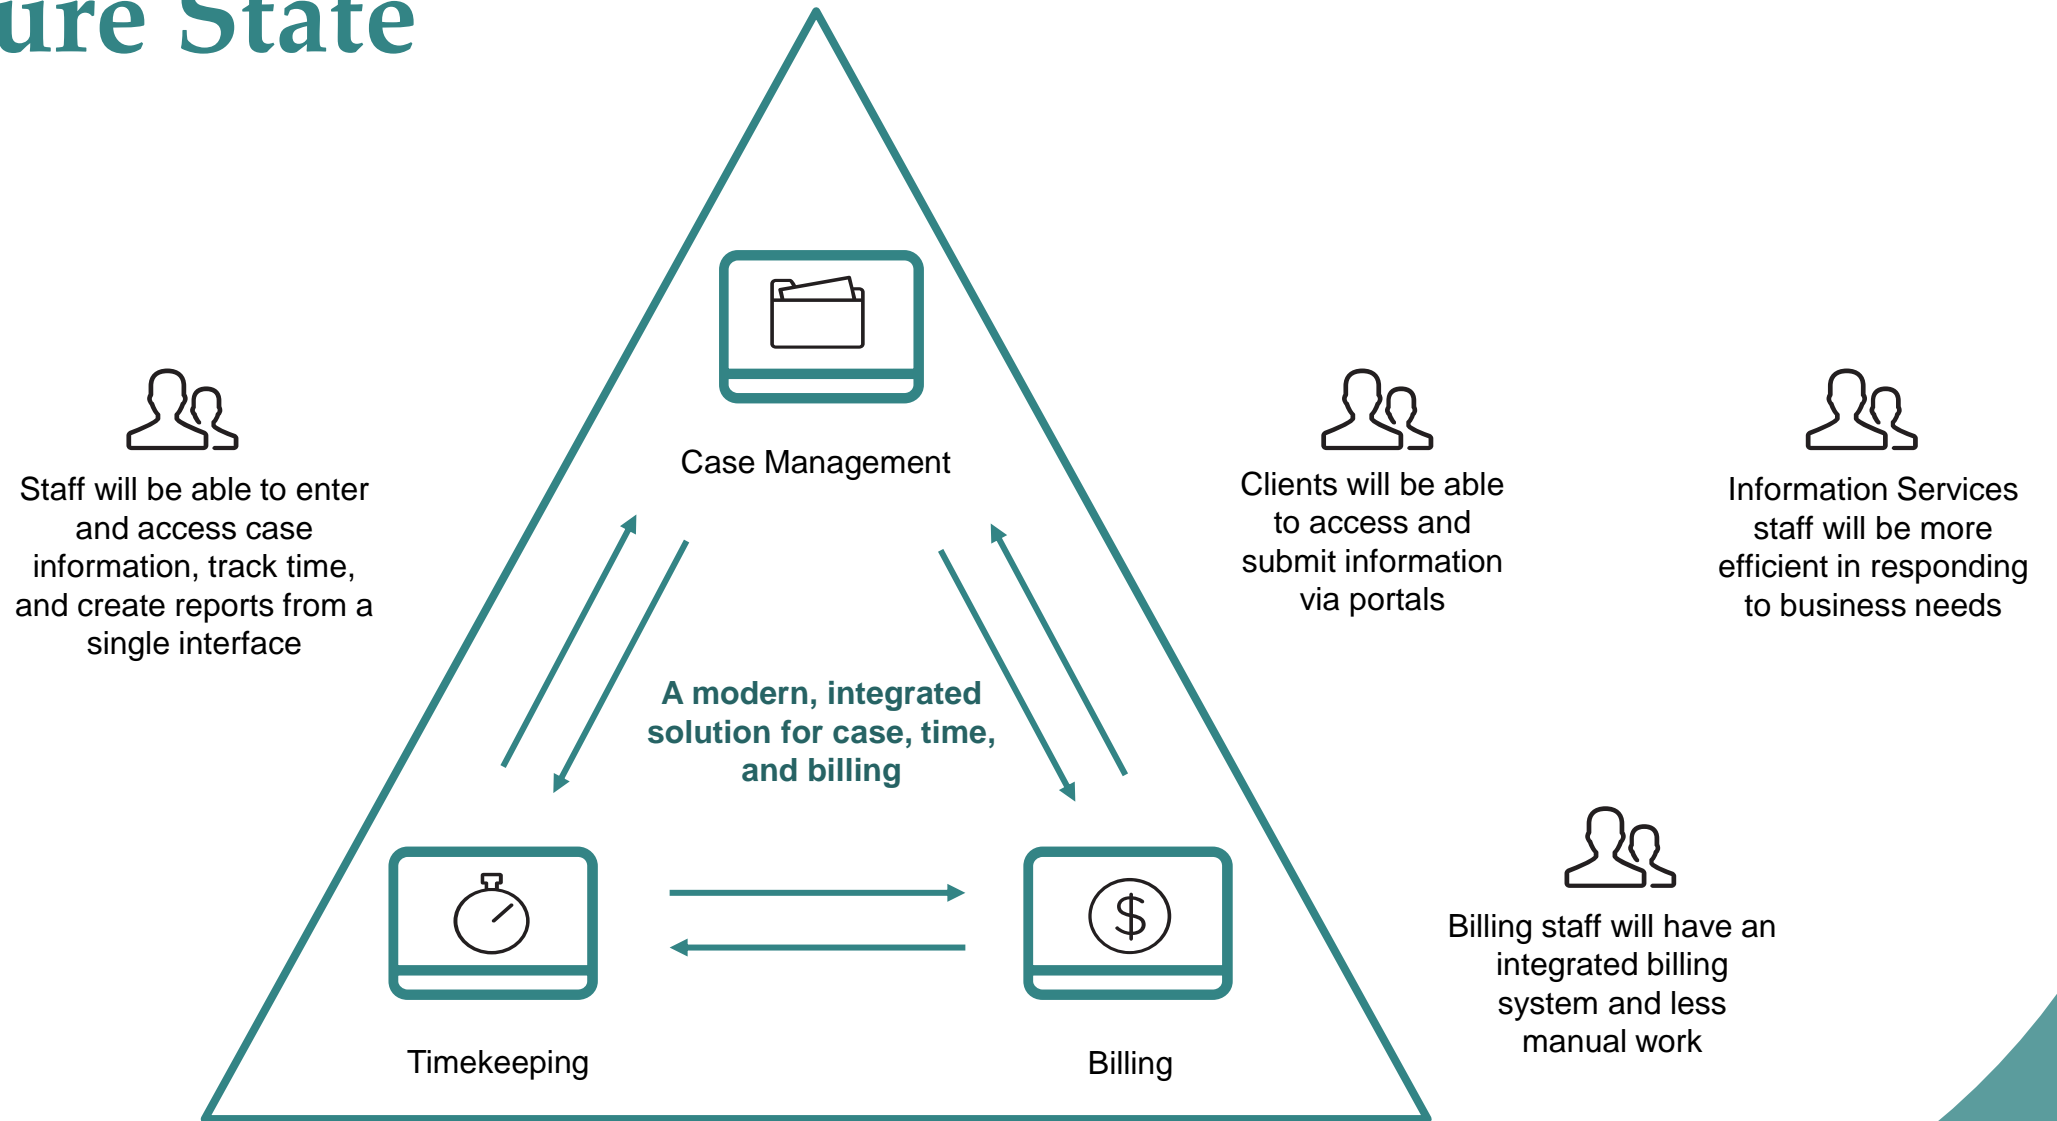 ure State
Case Management
Staff will be able to enter
and access case
information, track time,
and create reports from a
single interface
Clients will be able
to access and
submit information
via portals
Information Services
staff will be more
efficient in responding
to business needs
A modern, integrated
solution for case, time,
and billing
$
Timekeeping
Billing
Billing staff will have an
integrated billing
system and less
manual work